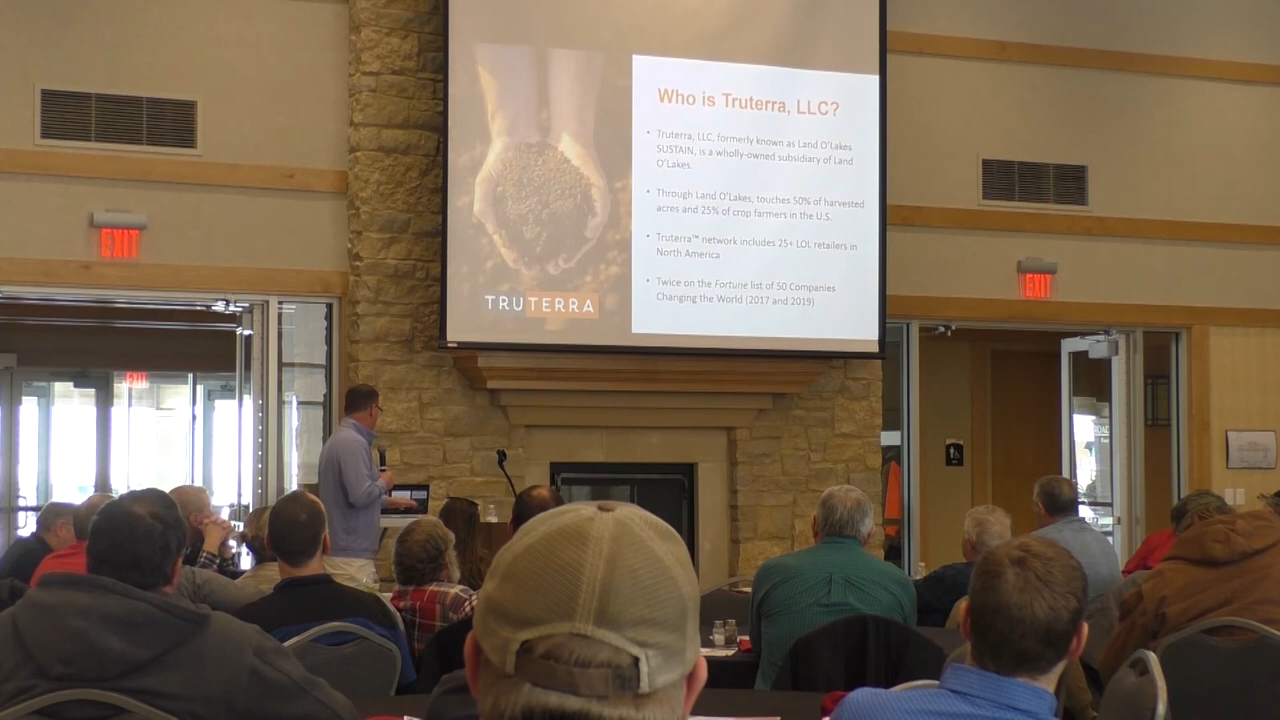 Who is Truterra, LLC?
• Truterra, LLC, formerly known as Land O'Lakes
SUSTAIN, is a wholly-owned subsidiary of Land
O'Lakes.
• Through Land O'Lakes, touches 50% of harvested
acres and 25% of crop farmers in the U.S.
• Truterra™ network includes 25+ LOL retailers in
North America
• Twice on the Fortune list of 50 Companies
Changing the World (2017 and 2019)
TRUTERRA
EXIT
EXIT
EXIT